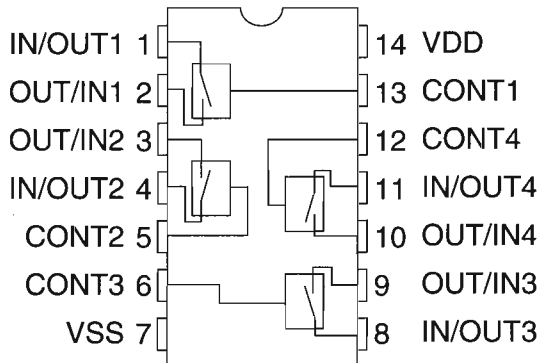 IN/OUT1 1
OUT/IN1 2
OUT/IN2 3
IN/OUT2 4
CONT2 5
CONT3 6
VSS 7
14 VDD
13 CONT1
12 CONT4
11 IN/OUT4
10 OUT/IN4
9 OUT/IN3
8 IN/OUT3